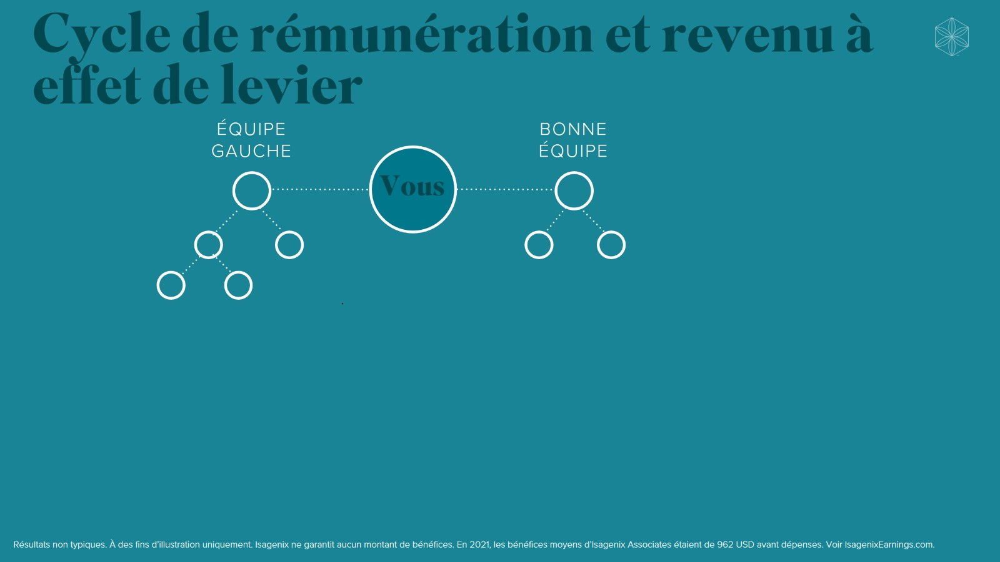 Cycle de rémunération et revenu à
effet de levier
ÉQUIPE
GAUCHE
BONNE
ÉQUIPE
Vous
Résultats non typiques. À des fins d'illustration uniquement. Isagenix ne garantit aucun montant de bénéfices. En 2021, les bénéfices moyens d'Isagenix Associates étaient de 962 USD avant dépenses. Voir IsagenixEarnings.com.